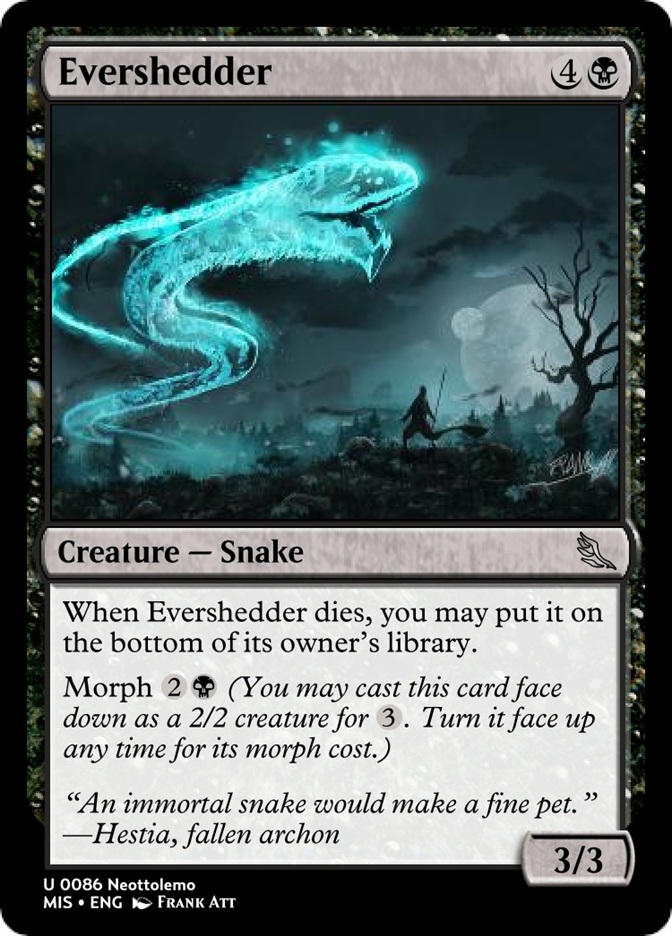 Evershedder 4
Creature — Snake
When Evershedder dies, you may put it on
the bottom of its owner’s library.
Morph 2 (You may cast this card face
down as a 2/2 creature for 3. Turn it face up
any time for its morph cost.)
“An immortal snake would make a fine pet.”
—Hestia, fallen archon
3/3
U 0086 Neottolemo
MIS • ENG Frank Att